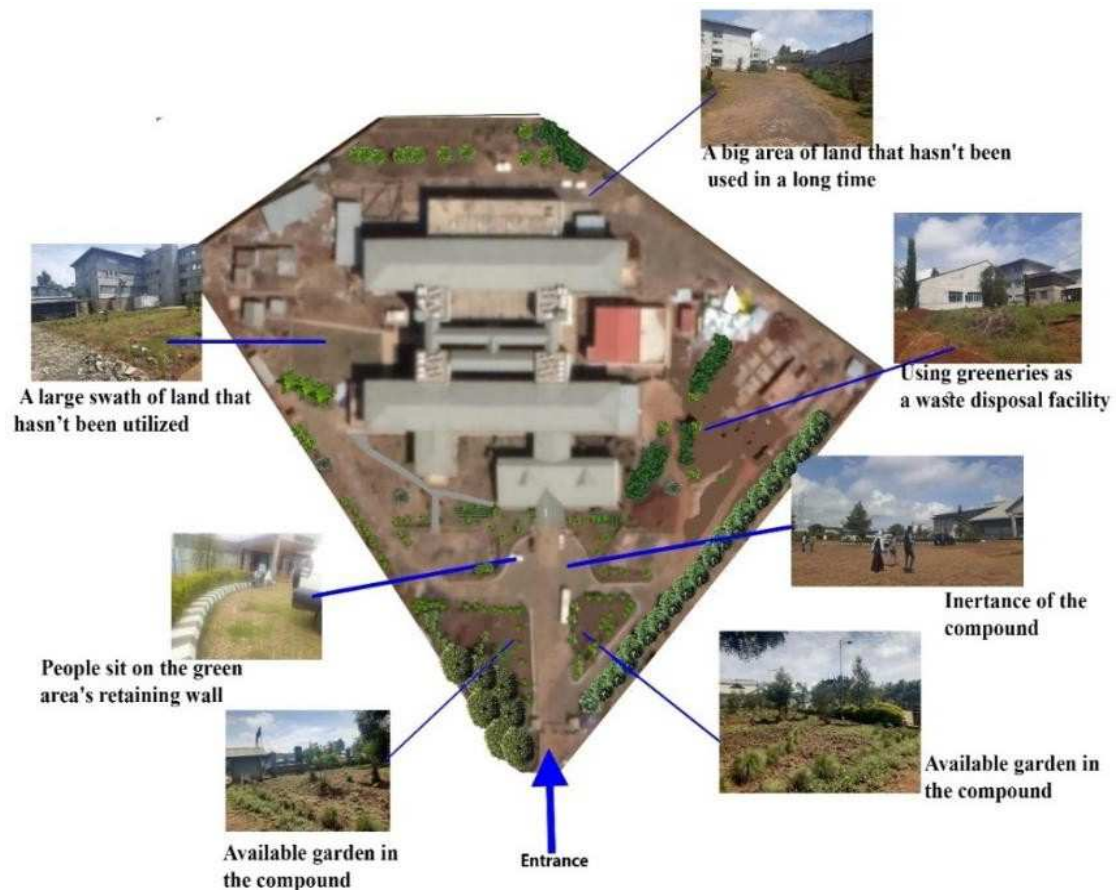 A big area of land that hasn't been
used in a long time
A large swath of land that
hasn't been utilized
Using greeneries as
a waste disposal facility
People sit on the green
area's retaining wall
Inertance of the
compound
Available garden in
the compound
Available garden in
the compound
Entrance